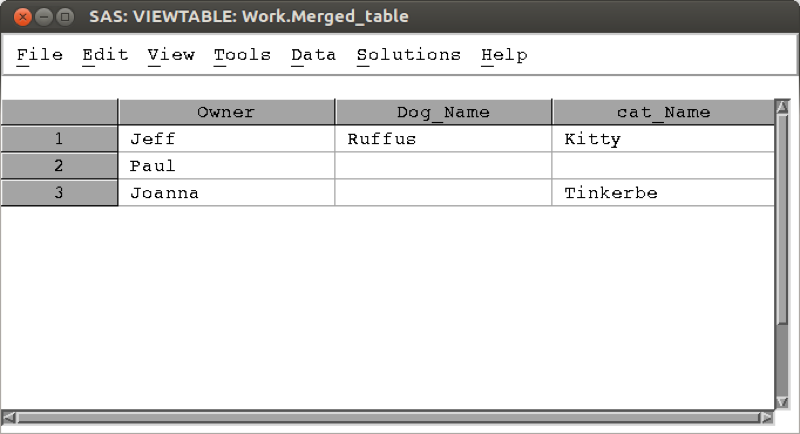 SAS: VIEWTABLE: Work.Merged_table
File Edit View Tools Data Solutions Help
Owner Dog_Name cat_Name
1 Jeff Ruffus Kitty
2 Paul
3 Joanna Tinkerbe